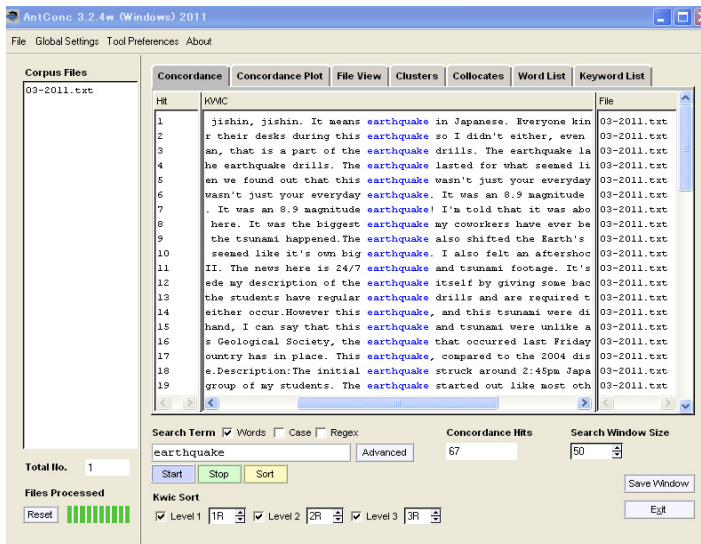 AntConc 3.2.4w (Windows) 2011
File Global Settings Tool Preferences About
Corpus Files
03-2011.txt
Concordance Concordance Plot File View Clusters Collocates Word List Keyword List
Hit KWIC File
1 jishin, jishin. It means earthquake in Japanese. Everyone kin 03-2011.txt
2 r their desks during this earthquake so I didn't either, even 03-2011.txt
3 an, that is a part of the earthquake drills. The earthquake la 03-2011.txt
4 he earthquake drills. The earthquake lasted for what seemed li 03-2011.txt
5 en we found out that this earthquake wasn't just your everyday 03-2011.txt
6 wasn't just your everyday earthquake. It was an 8.9 magnitude 03-2011.txt
7 . It was an 8.9 magnitude earthquake! I'm told that it was abo 03-2011.txt
8 here. It was the biggest earthquake my coworkers have ever be 03-2011.txt
9 the tsunami happened.The earthquake also shifted the Earth's 03-2011.txt
10 seemed like it's own big earthquake. I also felt an aftershoc 03-2011.txt
11 II. The news here is 24/7 earthquake and tsunami footage. It's 03-2011.txt
12 ede my description of the earthquake itself by giving some bac 03-2011.txt
13 the students have regular earthquake drills and are required t 03-2011.txt
14 either occur.However this earthquake, and this tsunami were di 03-2011.txt
15 hand, I can say that this earthquake and tsunami were unlike a 03-2011.txt
16 s Geological Society, the earthquake that occurred last Friday 03-2011.txt
17 ountry has in place. This earthquake, compared to the 2004 dis 03-2011.txt
18 e.Description:The initial earthquake struck around 2:45pm Japa 03-2011.txt
19 group of my students. The earthquake started out like most oth 03-2011.txt
Search Term Words Case Regex Concordance Hits Search Window Size
earthquake Advanced 67 50
Total No. 1
Start Stop Sort
Files Processed
Save Window
Kwic Sort
Reset Level 1 1R Level 2 2R Level 3 3R Exit